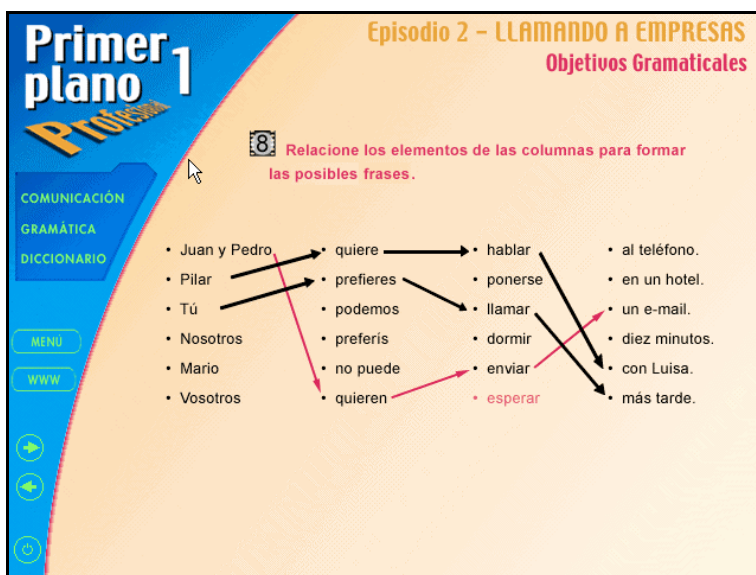 Primer
plano 1
Profesional
Episodio 2 - LLAMANDO A EMPRESAS
Objetivos Gramaticales
8 Relacione los elementos de las columnas para formar
las posibles frases.
COMUNICACIÓN
GRAMÁTICA
DICCIONARIO
MENÚ
WWW
• Juan y Pedro • quiere • hablar • al teléfono.
• Pilar • prefieres • ponerse • en un hotel.
• Tú • podemos • llamar • un e-mail.
• Nosotros • preferís • dormir • diez minutos.
• Mario • no puede • enviar • con Luisa.
• Vosotros • quieren • esperar • más tarde.